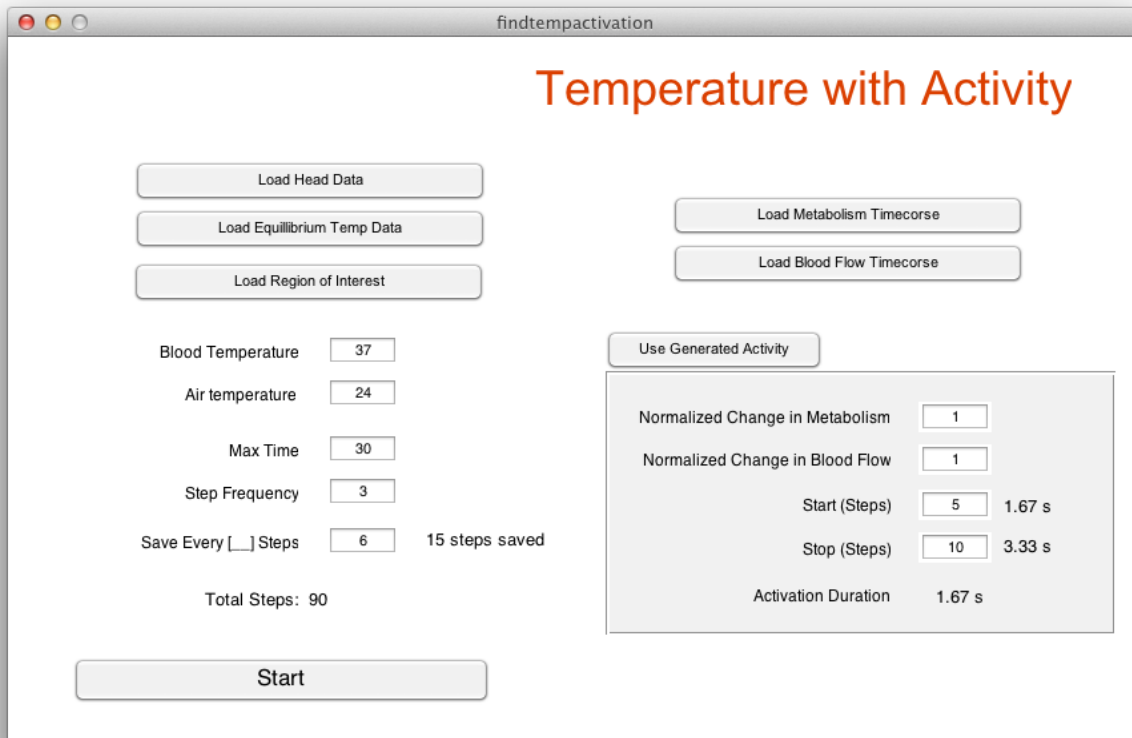 findtempactivation
Temperature with Activity
Load Head Data
Load Equillibrium Temp Data
Load Region of Interest
Load Metabolism Timecorse
Load Blood Flow Timecorse
Blood Temperature 37
Air temperature 24
Max Time 30
Step Frequency 3
Save Every [__] Steps 6 15 steps saved
Total Steps: 90
Start
Use Generated Activity
Normalized Change in Metabolism 1
Normalized Change in Blood Flow 1
Start (Steps) 5 1.67 s
Stop (Steps) 10 3.33 s
Activation Duration 1.67 s